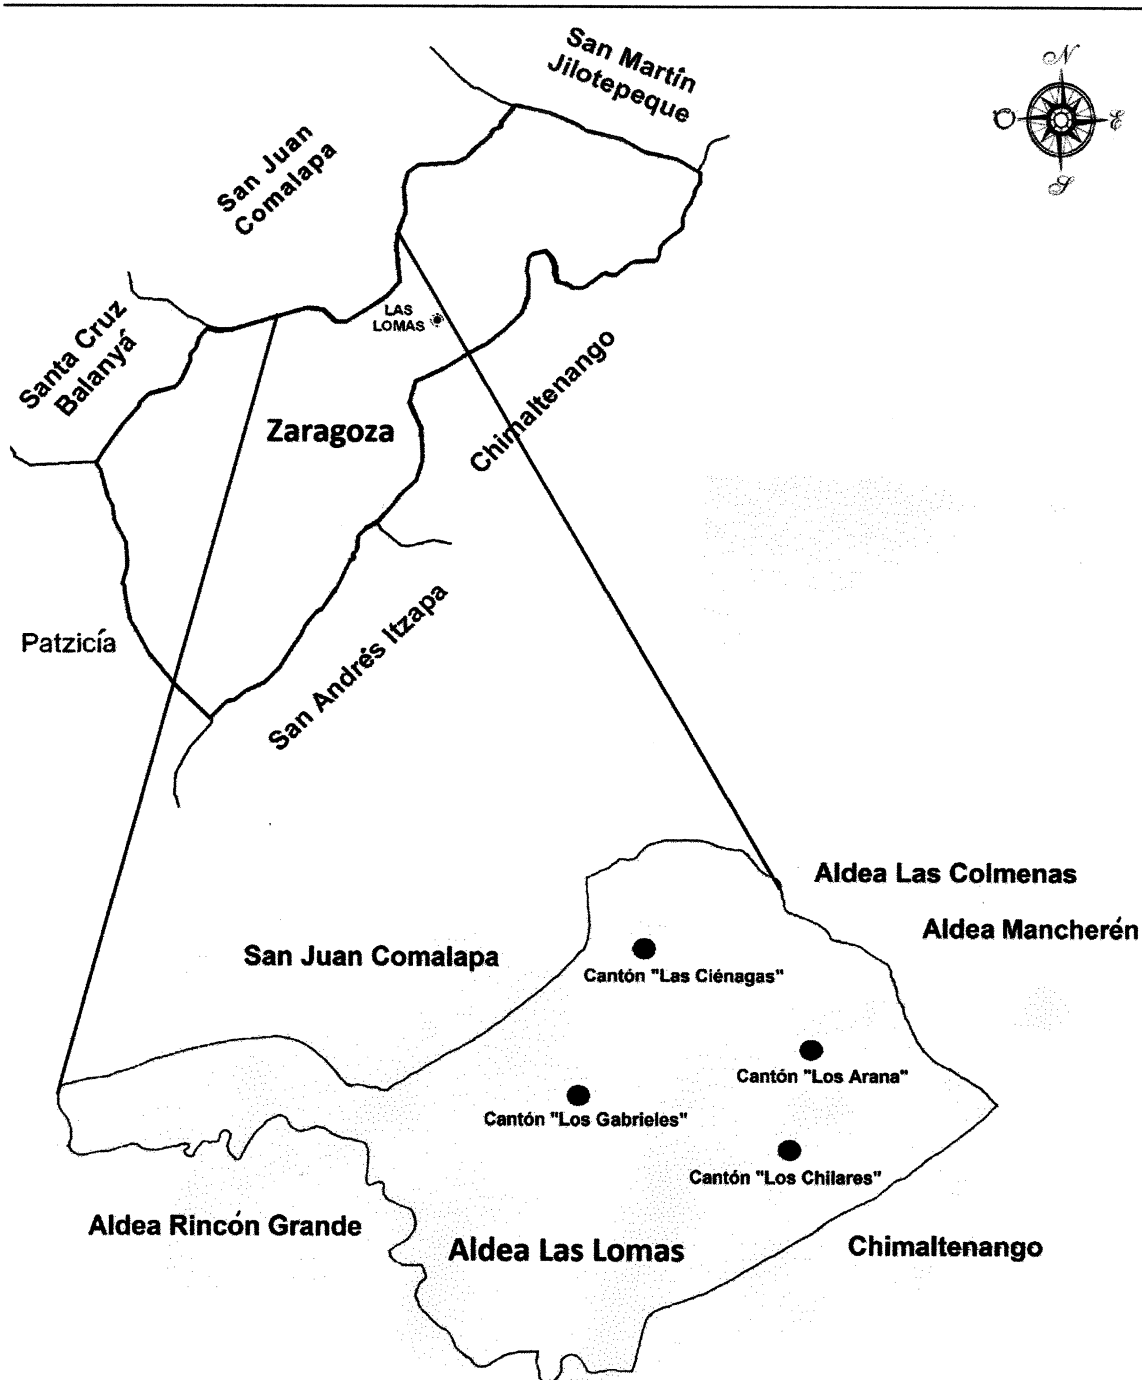 San Martín
Jilotepeque
N
O
E
S
San Juan
Comalapa
LAS
LOMAS
Santa Cruz
Balanyá
Chimaltenango
Zaragoza
Patzicía
San Andrés Itzapa
Aldea Las Colmenas
Aldea Mancherén
San Juan Comalapa
Cantón "Las Ciénagas"
Cantón "Los Arana"
Cantón "Los Gabrieles"
Cantón "Los Chilares"
Aldea Rincón Grande
Aldea Las Lomas
Chimaltenango